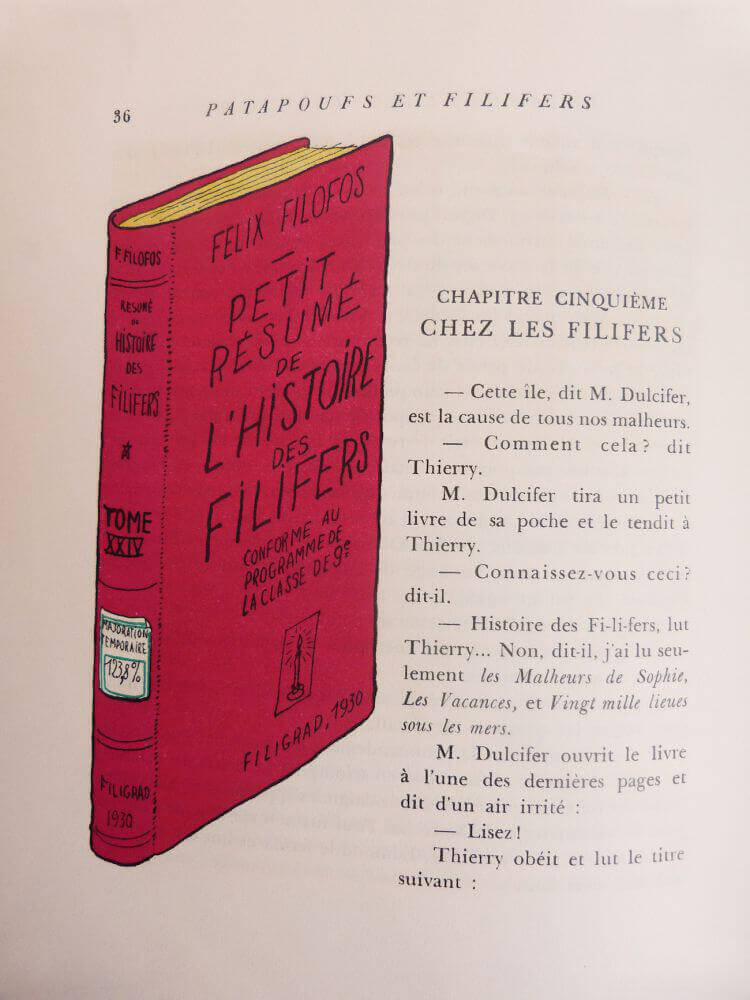 36
PATAPOUFS ET FILIFERS
F. FILOFOS
RESUMÉ
DE
HISTOIRE
DES
FILIFERS
TOME
XXIV
MAJORATION
TEMPORAIRE
123,8%
FILIGRAD
1930
FELIX FILOFOS
PETIT
RÉSUMÉ
DE
L'HISTOIRE
DES
FILIFERS
CONFORME AU
PROGRAMME DE
LA CLASSE DE 9e
FILIGRAD, 1930
CHAPITRE CINQUIÈME
CHEZ LES FILIFERS
— Cette île, dit M. Dulcifer,
est la cause de tous nos malheurs.
— Comment cela? dit
Thierry.
M. Dulcifer tira un petit
livre de sa poche et le tendit à
Thierry.
— Connaissez-vous ceci?
dit-il.
— Histoire des Fi-li-fers, lut
Thierry... Non, dit-il, j'ai lu seu-
lement les Malheurs de Sophie,
Les Vacances, et Vingt mille lieues
sous les mers.
M. Dulcifer ouvrit le livre
à l'une des dernières pages et
dit d'un air irrité :
— Lisez!
Thierry obéit et lut le titre
suivant :